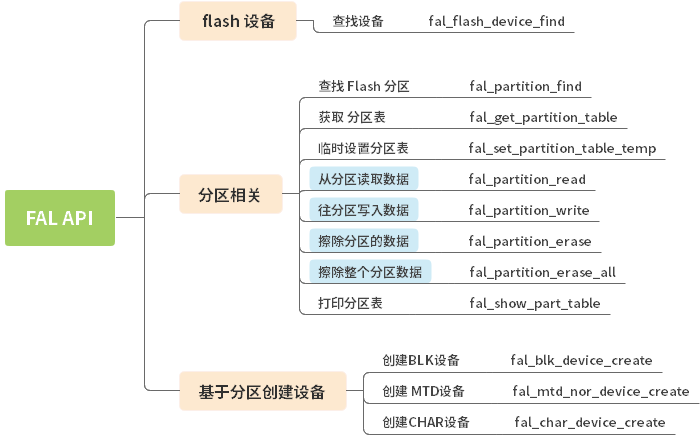 FAL API
flash 设备
查找设备 fal_flash_device_find
分区相关
查找 Flash 分区 fal_partition_find
获取 分区表 fal_get_partition_table
临时设置分区表 fal_set_partition_table_temp
从分区读取数据 fal_partition_read
往分区写入数据 fal_partition_write
擦除分区的数据 fal_partition_erase
擦除整个分区数据 fal_partition_erase_all
打印分区表 fal_show_part_table
基于分区创建设备
创建BLK设备 fal_blk_device_create
创建 MTD设备 fal_mtd_nor_device_create
创建CHAR设备 fal_char_device_create